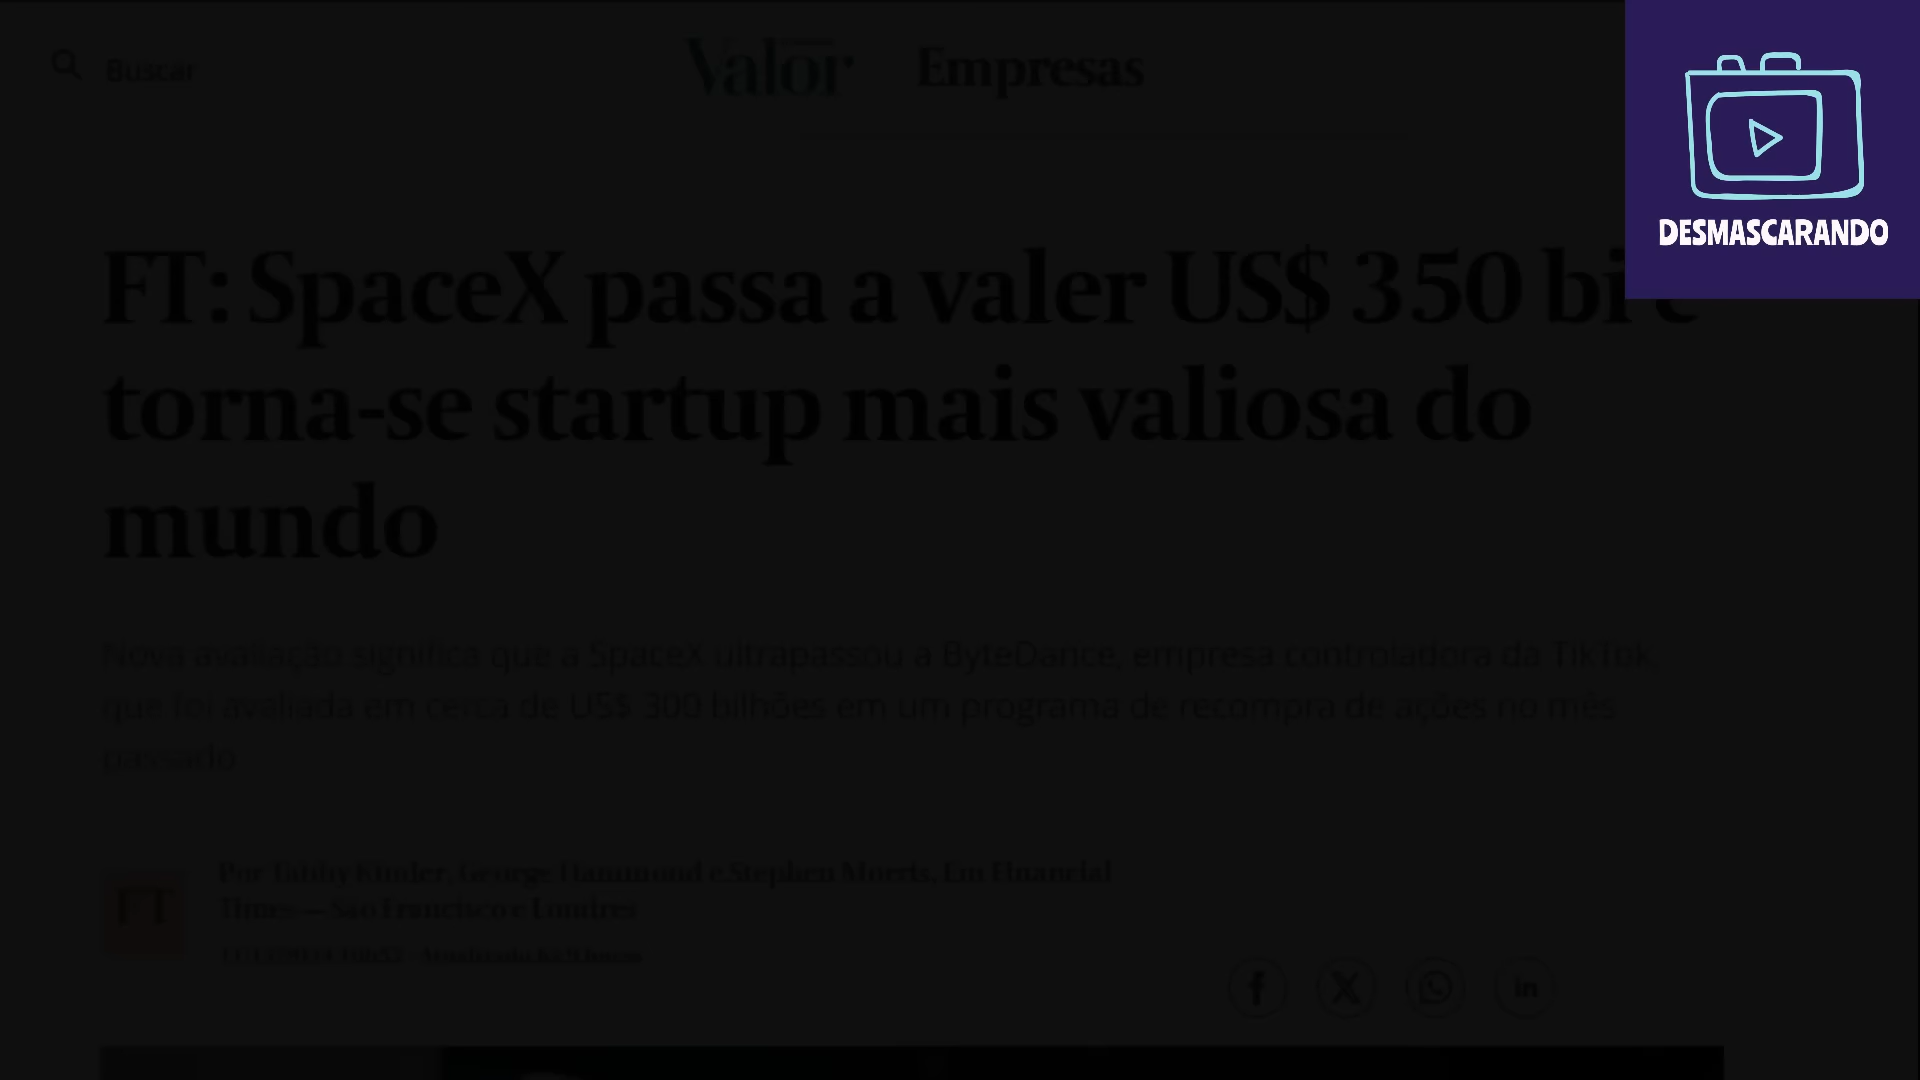 Buscar
Valor Empresas
DESMASCARANDO
FT: SpaceX passa a valer US$ 350 bi e
torna-se startup mais valiosa do
mundo
Nova avaliação significa que a SpaceX ultrapassou a ByteDance, empresa controladora da TikTok,
que foi avaliada em cerca de US$ 300 bilhões em um programa de recompra de ações no mês
passado
FT
Por Tabby Kinder, George Hammond e Stephen Morris, Em Financial
Times — São Francisco e Londres